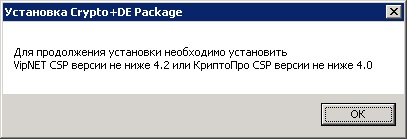 Установка Crypto+DE Package
Для продолжения установки необходимо установить
VipNET CSP версии не ниже 4.2 или КриптоПро CSP версии не ниже 4.0
OK